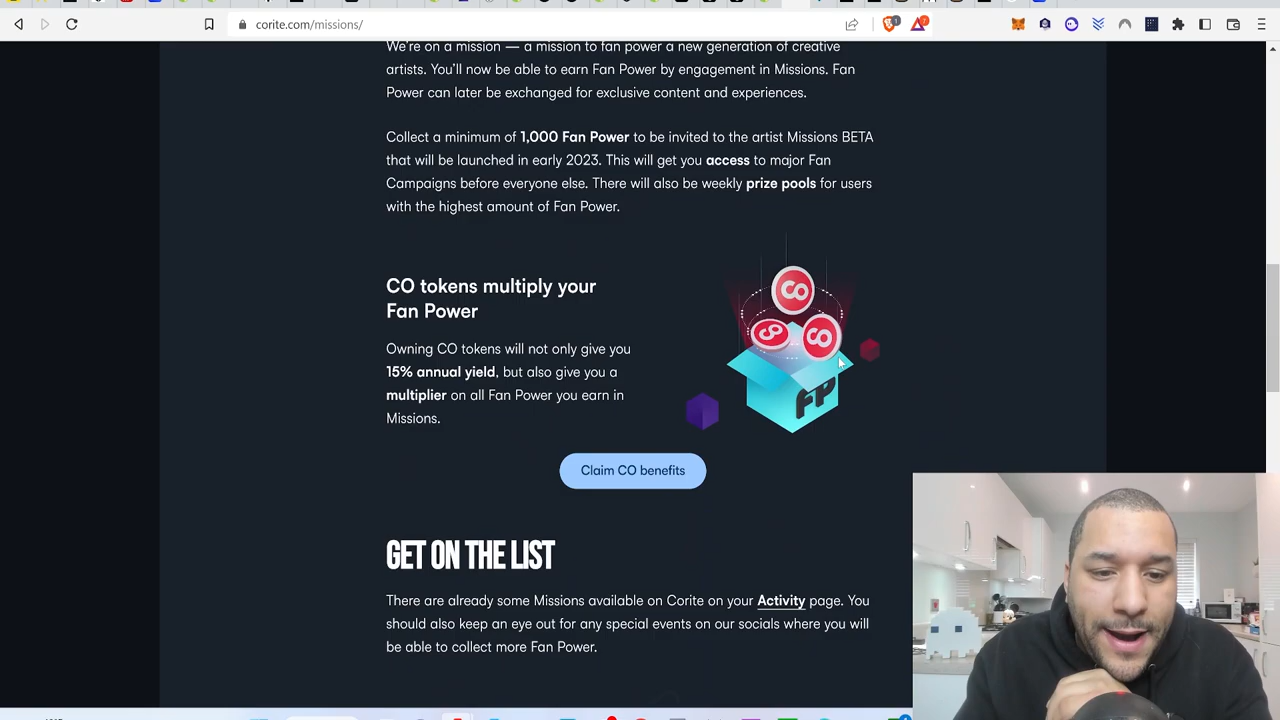 corite.com/missions/
We're on a mission — a mission to fan power a new generation of creative
artists. You'll now be able to earn Fan Power by engagement in Missions. Fan
Power can later be exchanged for exclusive content and experiences.
Collect a minimum of 1,000 Fan Power to be invited to the artist Missions BETA
that will be launched in early 2023. This will get you access to major Fan
Campaigns before everyone else. There will also be weekly prize pools for users
with the highest amount of Fan Power.
CO tokens multiply your
Fan Power
Owning CO tokens will not only give you
15% annual yield, but also give you a
multiplier on all Fan Power you earn in
Missions.
CO
CO
CO
FP
Claim CO benefits
GET ON THE LIST
There are already some Missions available on Corite on your Activity page. You
should also keep an eye out for any special events on our socials where you will
be able to collect more Fan Power.